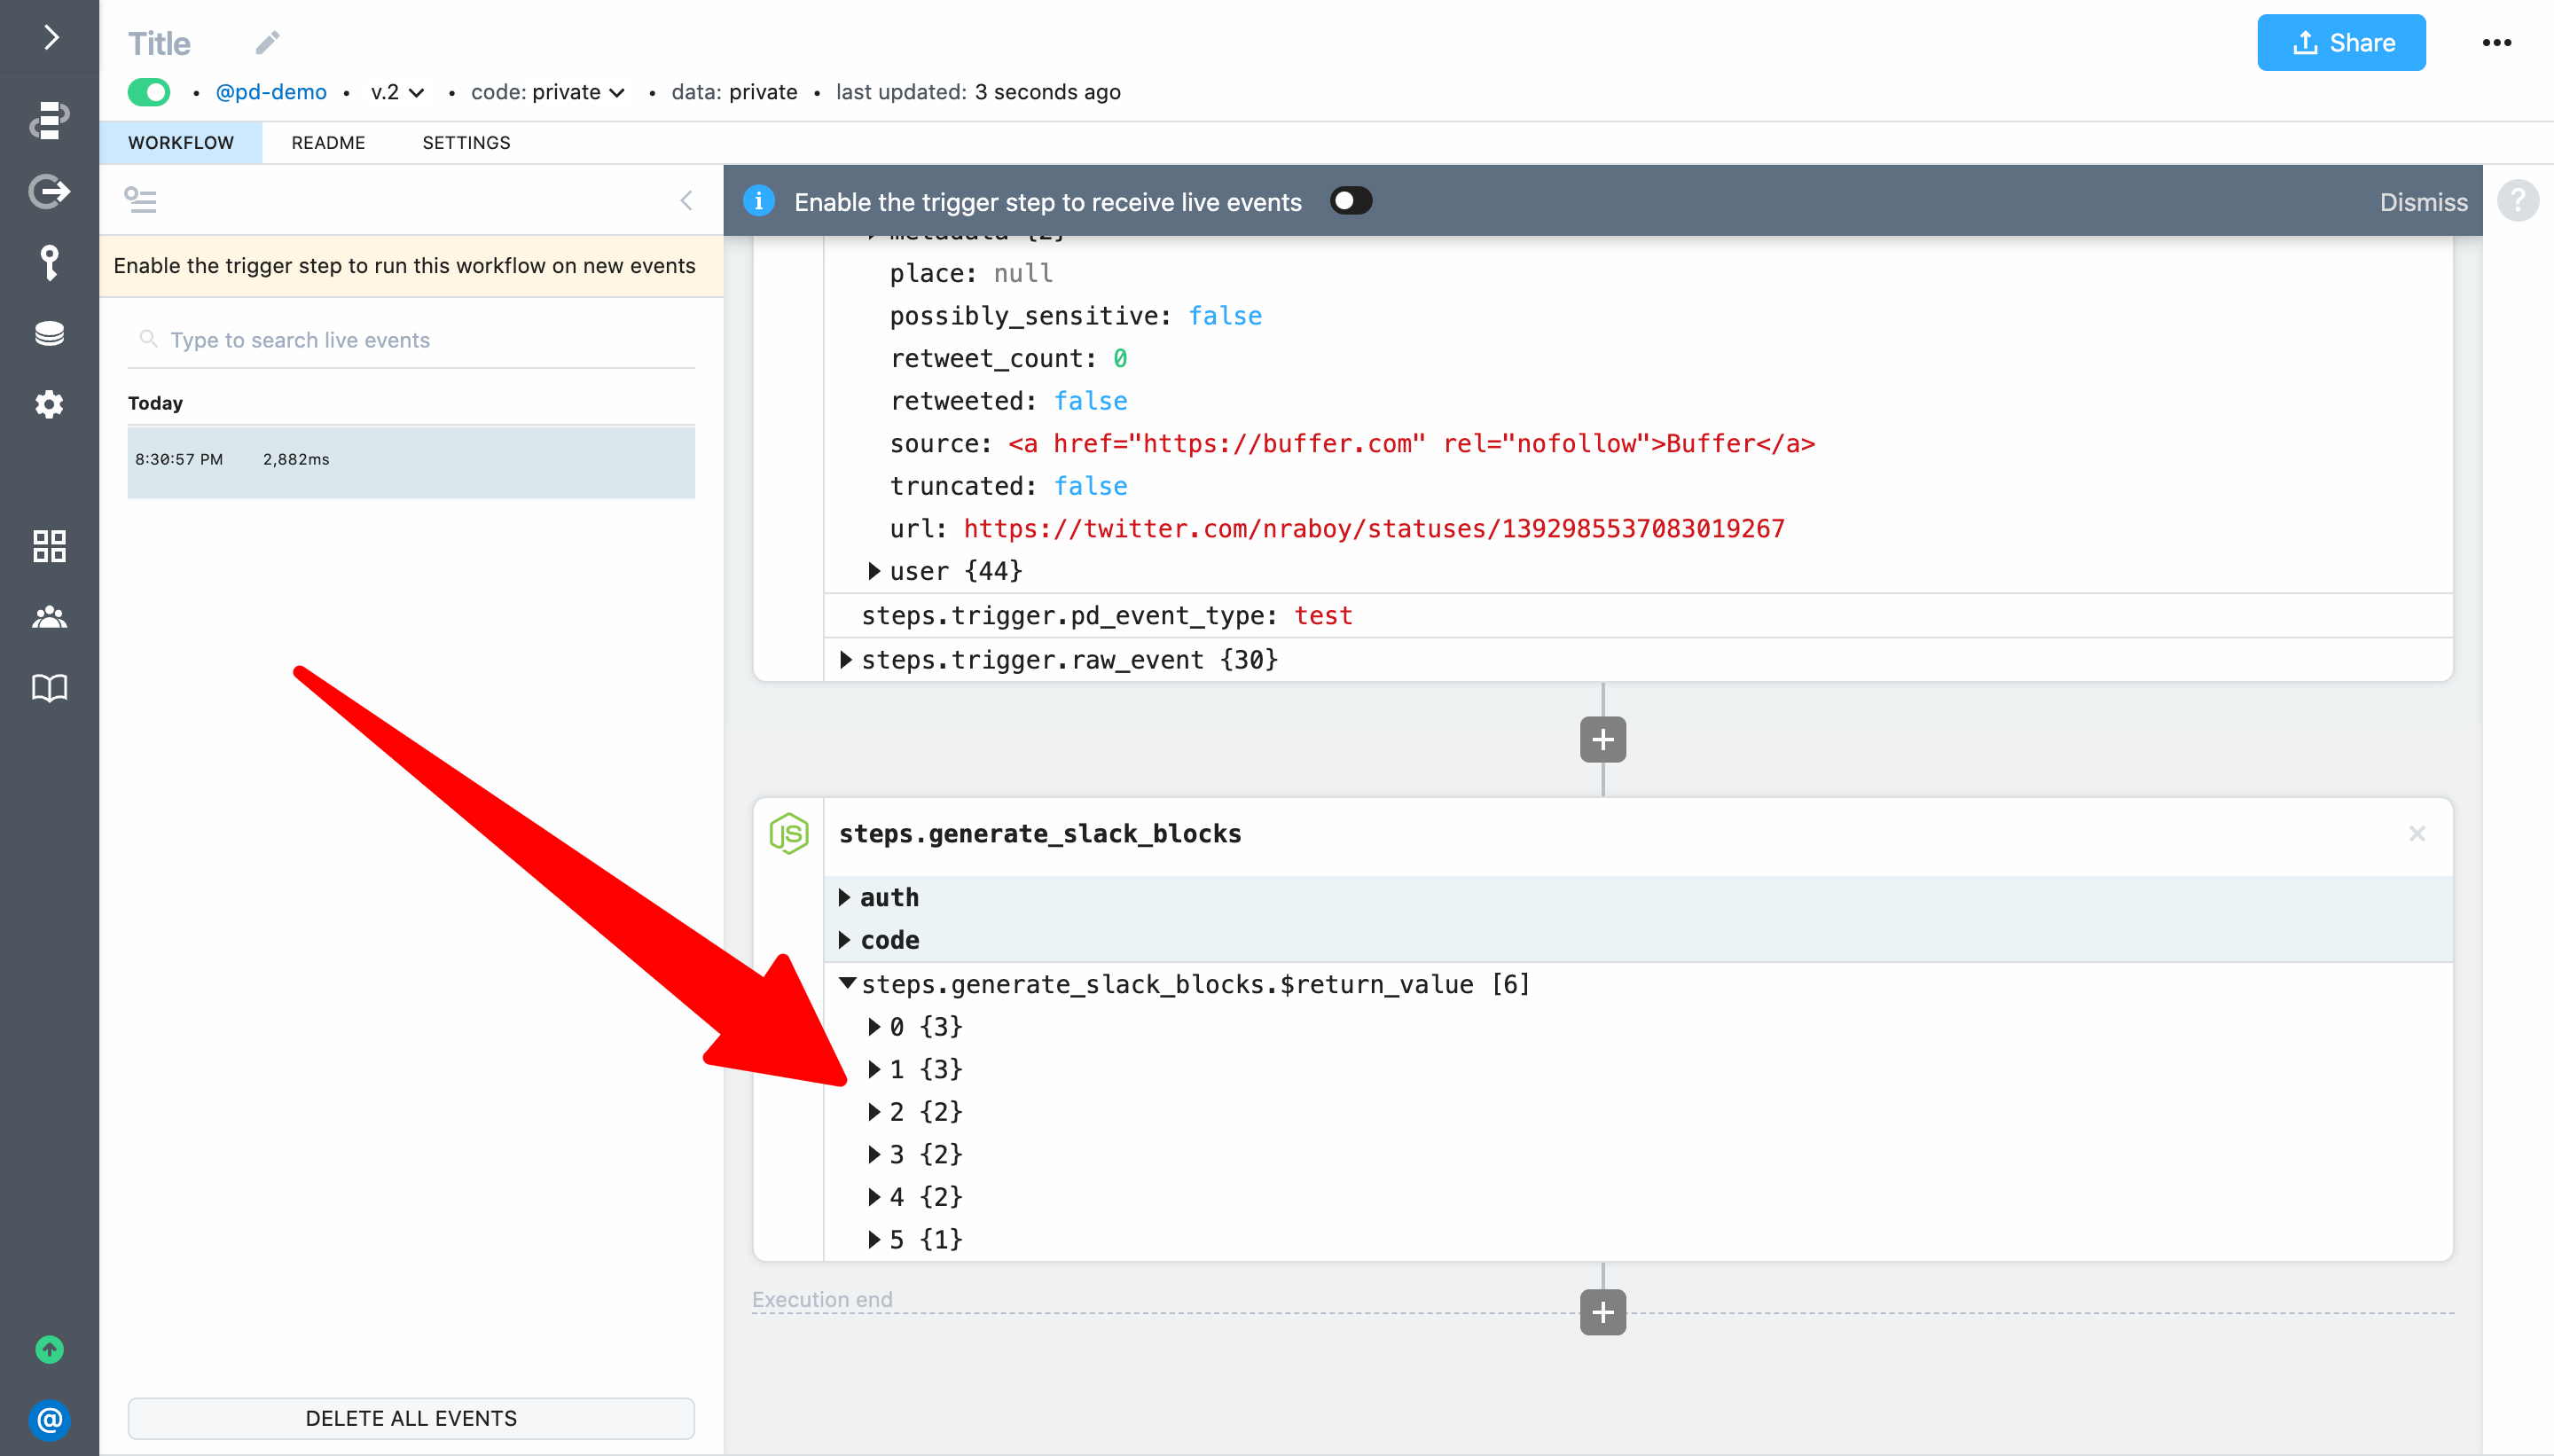 Title
Share
@pd-demo • v.2 • code: private • data: private • last updated: 3 seconds ago
WORKFLOW README SETTINGS
Enable the trigger step to receive live events
Dismiss
?
Enable the trigger step to run this workflow on new events
Type to search live events
Today
8:30:57 PM 2,882ms
DELETE ALL EVENTS
metadata {2}
place: null
possibly_sensitive: false
retweet_count: 0
retweeted: false
source: <a href="https://buffer.com" rel="nofollow">Buffer</a>
truncated: false
url: https://twitter.com/nraboy/statuses/1392985537083019267
user {44}
steps.trigger.pd_event_type: test
steps.trigger.raw_event {30}
JS
steps.generate_slack_blocks
auth
code
steps.generate_slack_blocks.$return_value [6]
0 {3}
1 {3}
2 {2}
3 {2}
4 {2}
5 {1}
Execution end